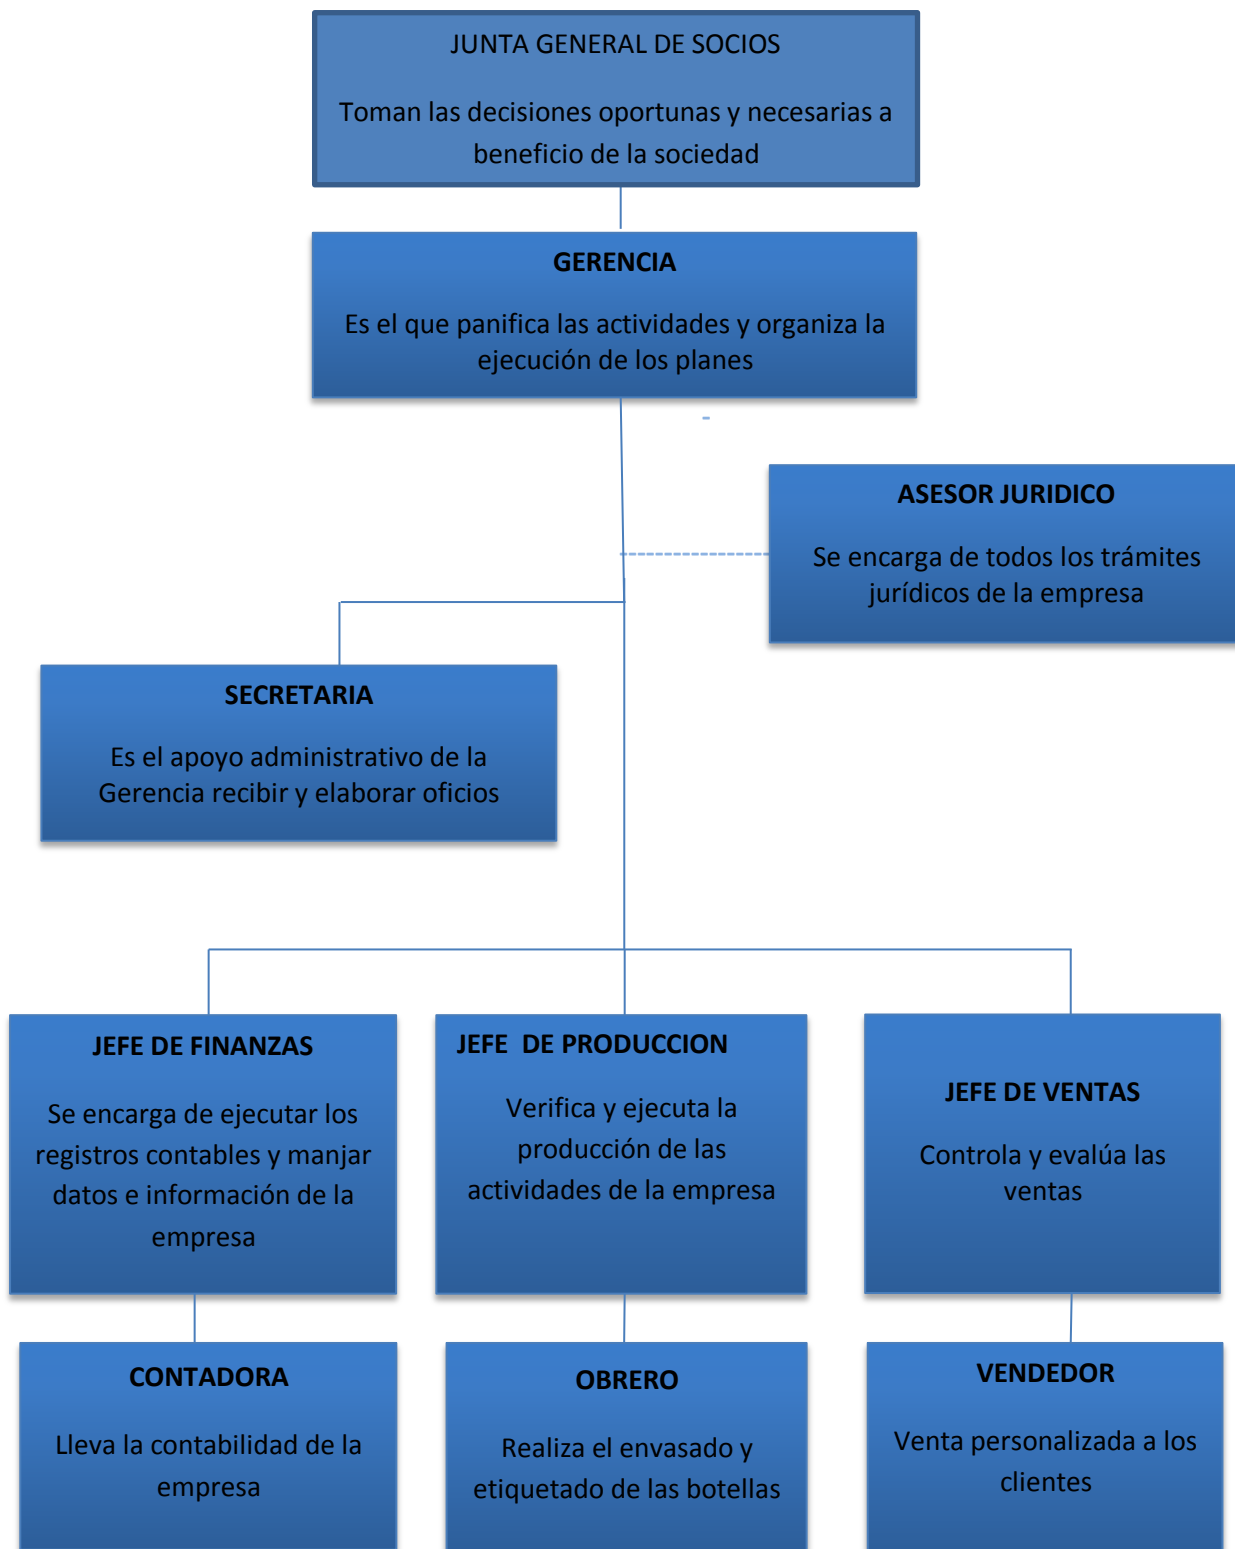 JUNTA GENERAL DE SOCIOS
Toman las decisiones oportunas y necesarias a
beneficio de la sociedad
GERENCIA
Es el que panifica las actividades y organiza la
ejecución de los planes
ASESOR JURIDICO
Se encarga de todos los trámites
jurídicos de la empresa
SECRETARIA
Es el apoyo administrativo de la
Gerencia recibir y elaborar oficios
JEFE DE FINANZAS
Se encarga de ejecutar los
registros contables y manjar
datos e información de la
empresa
JEFE  DE PRODUCCION
Verifica y ejecuta la
producción de las
actividades de la empresa
JEFE DE VENTAS
Controla y evalúa las
ventas
CONTADORA
Lleva la contabilidad de la
empresa
OBRERO
Realiza el envasado y
etiquetado de las botellas
VENDEDOR
Venta personalizada a los
clientes